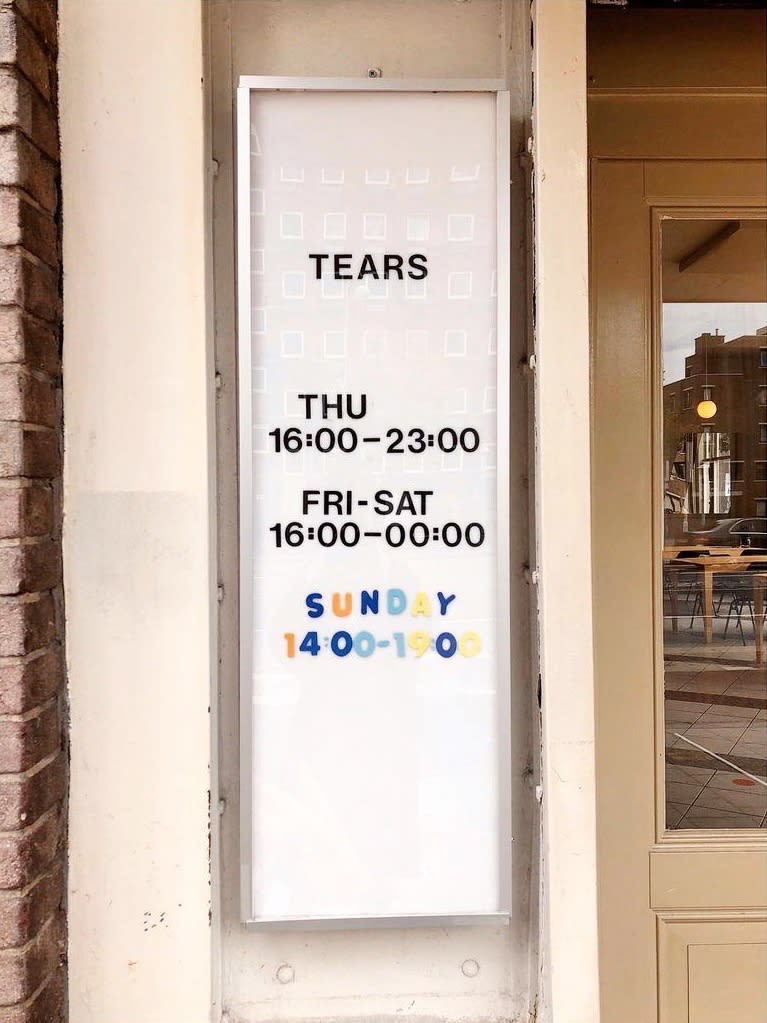 TEARS
THU
16:00-23:00
FRI-SAT
16:00-00:00
SUNDAY
14:00-19:00